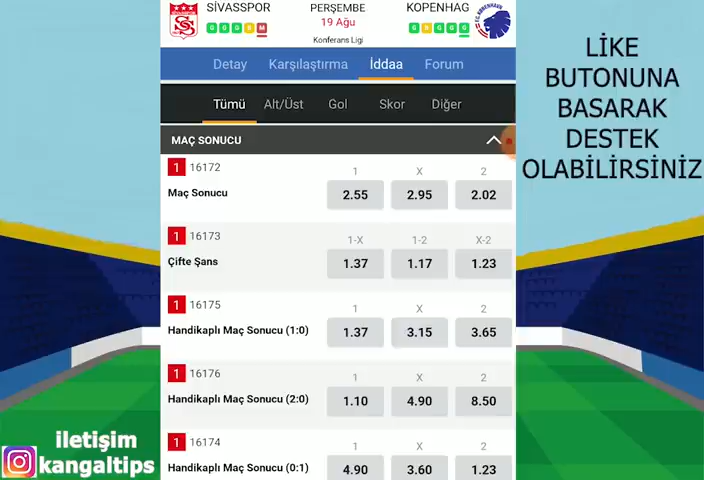 SİVASSPOR
G G G B M
PERŞEMBE
19 Ağu
Konferans Ligi
KOPENHAG
G B G G G
Detay Karşılaştırma İddaa Forum
Tümü Alt/Üst Gol Skor Diğer
MAÇ SONUCU
1 16172
Maç Sonucu
1 X 2
2.55 2.95 2.02
1 16173
Çifte Şans
1-X 1-2 X-2
1.37 1.17 1.23
1 16175
Handikaplı Maç Sonucu (1:0)
1 X 2
1.37 3.15 3.65
1 16176
Handikaplı Maç Sonucu (2:0)
1 X 2
1.10 4.90 8.50
1 16174
Handikaplı Maç Sonucu (0:1)
1 X 2
4.90 3.60 1.23
LİKE
BUTONUNA
BASARAK
DESTEK
OLABİLİRSİNİZ
iletişim
kangaltips